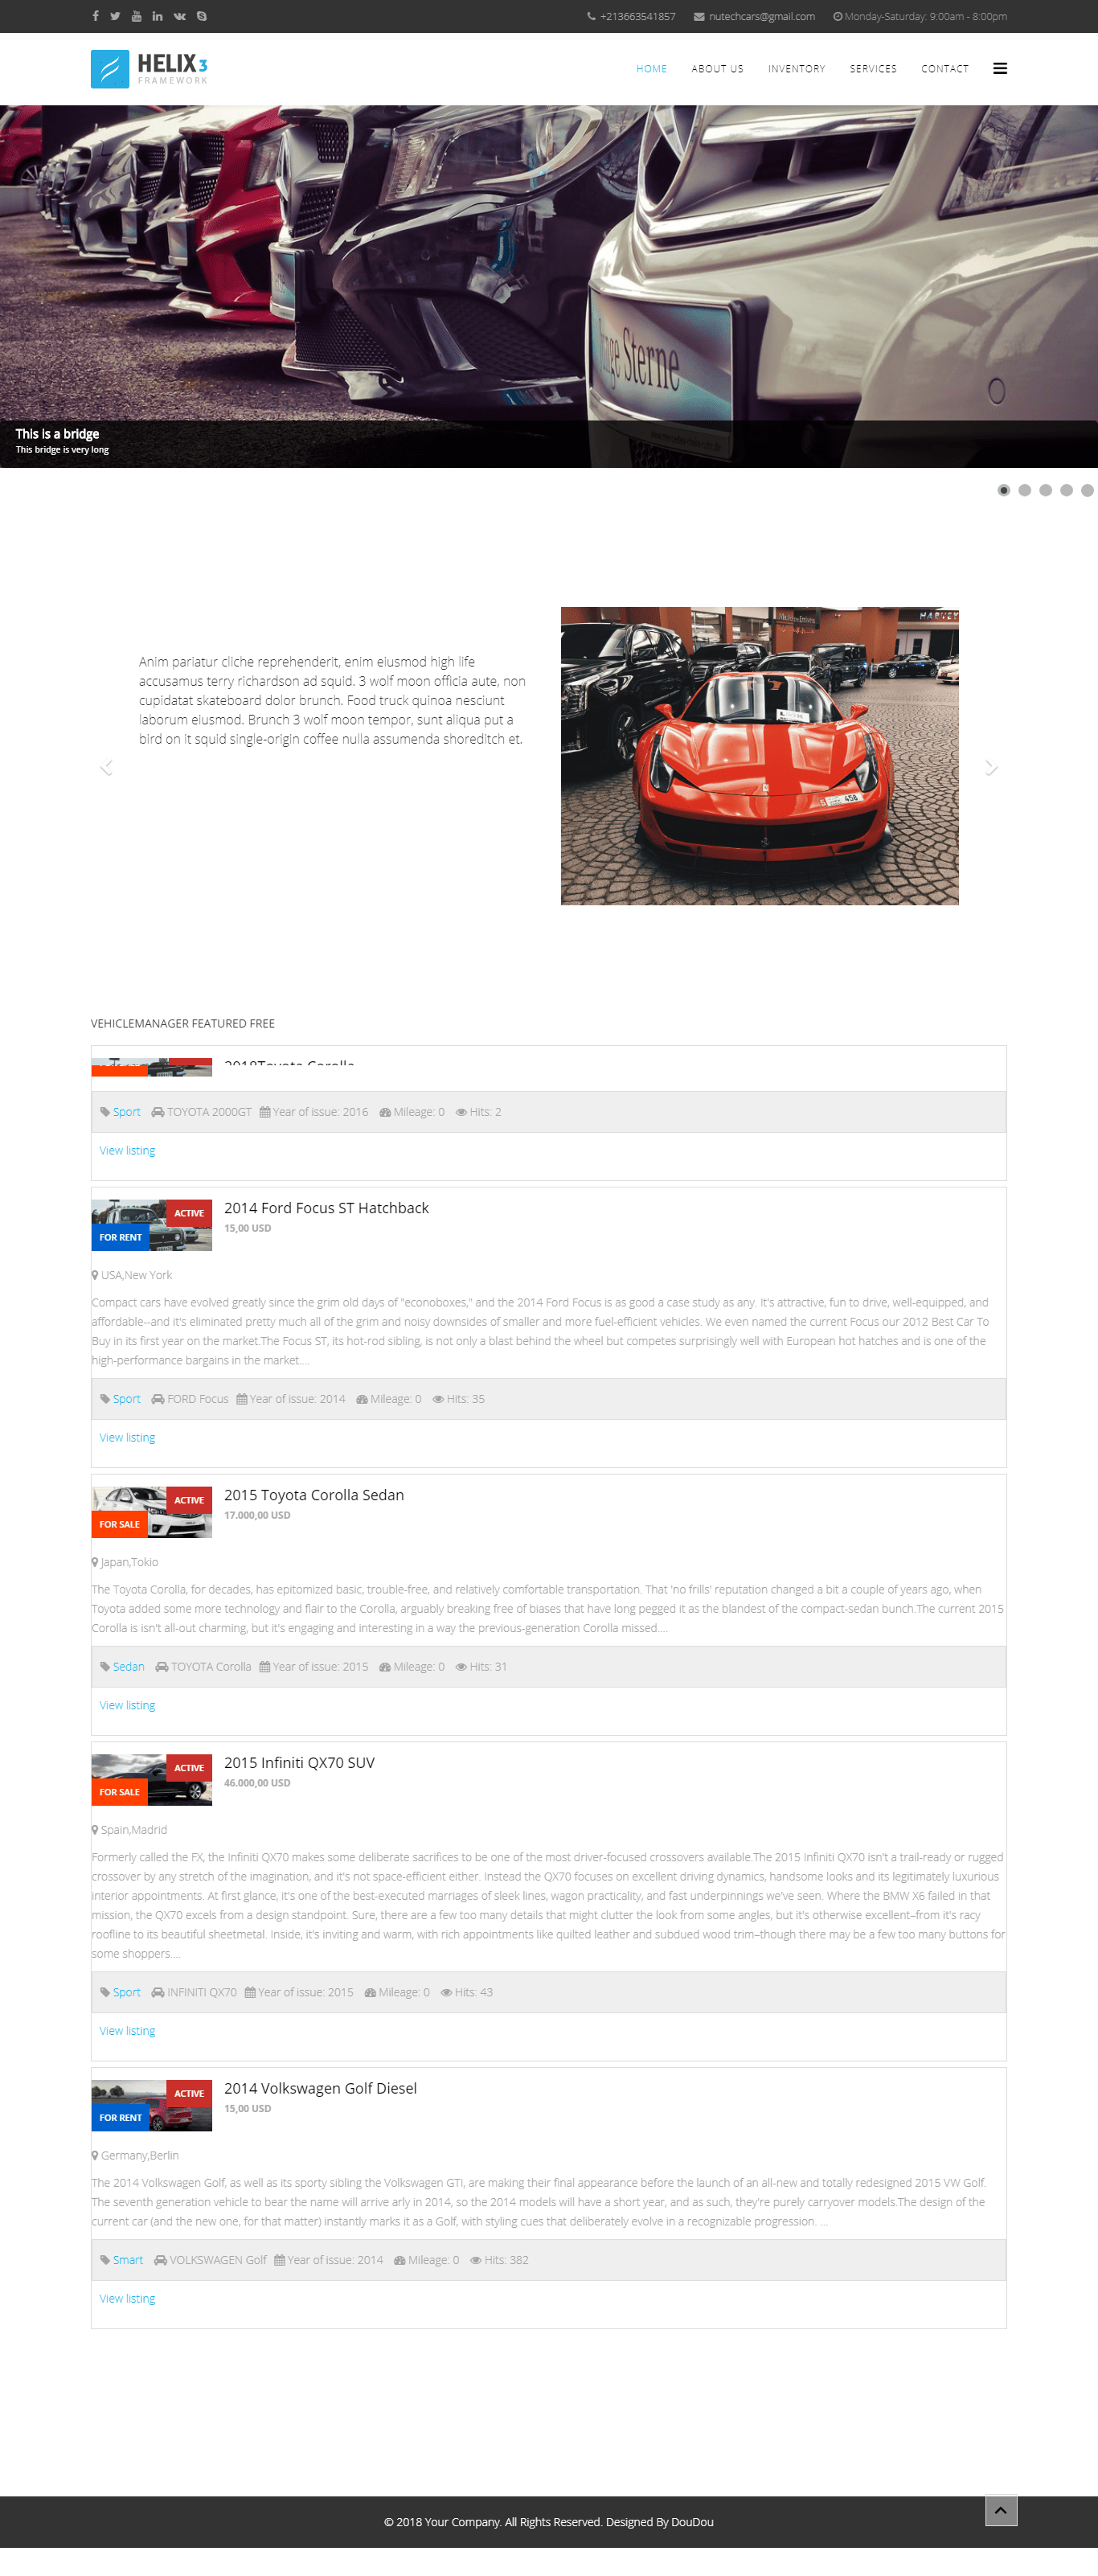 +213663541857 nutechcars@gmail.com Monday-Saturday: 9:00am - 8:00pm
HELIX3
FRAMEWORK
HOME ABOUT US INVENTORY SERVICES CONTACT
Junge Sterne
This is a bridge
This bridge is very long
HARVEY
Anim pariatur cliche reprehenderit, enim eiusmod high life
accusamus terry richardson ad squid. 3 wolf moon officia aute, non
cupidatat skateboard dolor brunch. Food truck quinoa nesciunt
laborum eiusmod. Brunch 3 wolf moon tempor, sunt aliqua put a
bird on it squid single-origin coffee nulla assumenda shoreditch et.
458
VEHICLEMANAGER FEATURED FREE
2018Toyota Corolla
Sport TOYOTA 2000GT Year of issue: 2016 Mileage: 0 Hits: 2
View listing
ACTIVE
FOR RENT
2014 Ford Focus ST Hatchback
15,00 USD
USA,New York
Compact cars have evolved greatly since the grim old days of "econoboxes," and the 2014 Ford Focus is as good a case study as any. It's attractive, fun to drive, well-equipped, and
affordable--and it's eliminated pretty much all of the grim and noisy downsides of smaller and more fuel-efficient vehicles. We even named the current Focus our 2012 Best Car To
Buy in its first year on the market.The Focus ST, its hot-rod sibling, is not only a blast behind the wheel but competes surprisingly well with European hot hatches and is one of the
high-performance bargains in the market....
Sport FORD Focus Year of issue: 2014 Mileage: 0 Hits: 35
View listing
ACTIVE
FOR SALE
2015 Toyota Corolla Sedan
17.000,00 USD
Japan,Tokio
The Toyota Corolla, for decades, has epitomized basic, trouble-free, and relatively comfortable transportation. That 'no frills' reputation changed a bit a couple of years ago, when
Toyota added some more technology and flair to the Corolla, arguably breaking free of biases that have long pegged it as the blandest of the compact-sedan bunch.The current 2015
Corolla is isn't all-out charming, but it's engaging and interesting in a way the previous-generation Corolla missed....
Sedan TOYOTA Corolla Year of issue: 2015 Mileage: 0 Hits: 31
View listing
ACTIVE
FOR SALE
2015 Infiniti QX70 SUV
46.000,00 USD
Spain,Madrid
Formerly called the FX, the Infiniti QX70 makes some deliberate sacrifices to be one of the most driver-focused crossovers available.The 2015 Infiniti QX70 isn't a trail-ready or rugged
crossover by any stretch of the imagination, and it's not space-efficient either. Instead the QX70 focuses on excellent driving dynamics, handsome looks and its legitimately luxurious
interior appointments. At first glance, it's one of the best-executed marriages of sleek lines, wagon practicality, and fast underpinnings we've seen. Where the BMW X6 failed in that
mission, the QX70 excels from a design standpoint. Sure, there are a few too many details that might clutter the look from some angles, but it's otherwise excellent–from it's racy
roofline to its beautiful sheetmetal. Inside, it's inviting and warm, with rich appointments like quilted leather and subdued wood trim–though there may be a few too many buttons for
some shoppers....
Sport INFINITI QX70 Year of issue: 2015 Mileage: 0 Hits: 43
View listing
ACTIVE
FOR RENT
2014 Volkswagen Golf Diesel
15,00 USD
Germany,Berlin
The 2014 Volkswagen Golf, as well as its sporty sibling the Volkswagen GTI, are making their final appearance before the launch of an all-new and totally redesigned 2015 VW Golf.
The seventh generation vehicle to bear the name will arrive arly in 2014, so the 2014 models will have a short year, and as such, they're purely carryover models.The design of the
current car (and the new one, for that matter) instantly marks it as a Golf, with styling cues that deliberately evolve in a recognizable progression. ...
Smart VOLKSWAGEN Golf Year of issue: 2014 Mileage: 0 Hits: 382
View listing
© 2018 Your Company. All Rights Reserved. Designed By DouDou